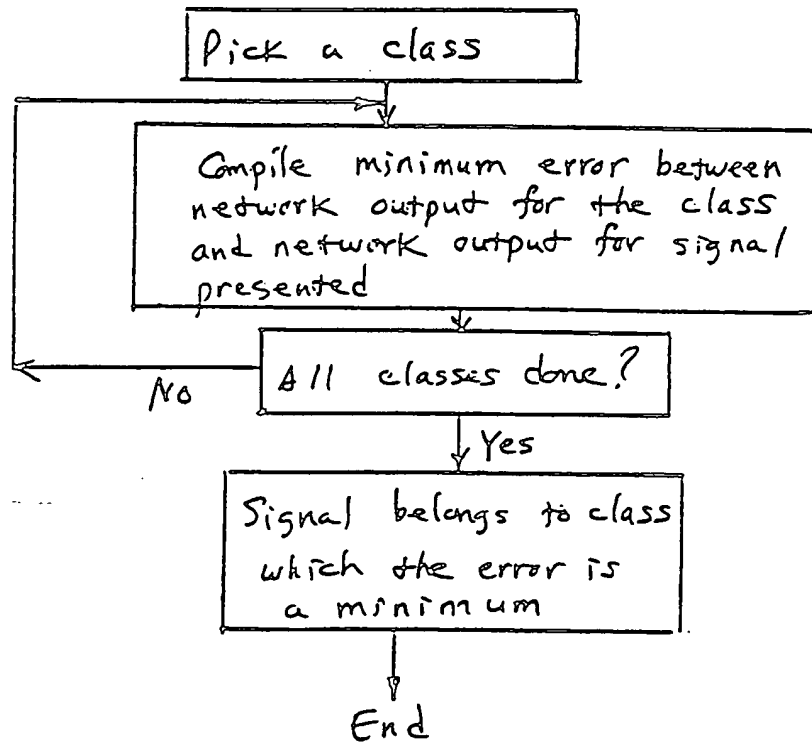 Pick a class
Compile minimum error between
network output for the class
and network output for signal
presented
All classes done?
No
Yes
Signal belongs to class
which the error is
a minimum
End